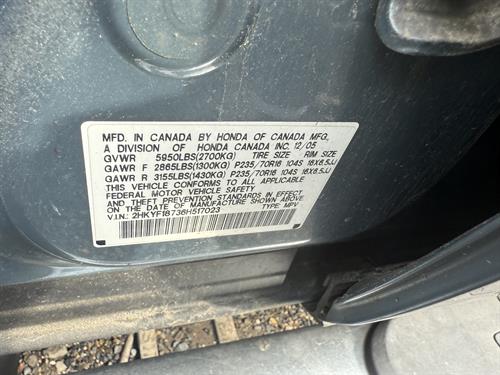 MFD. IN CANADA BY HONDA OF CANADA MFG.,
A DIVISION OF HONDA CANADA INC. 12/05
GVWR 5950LBS(2700KG) TIRE SIZE RIM SIZE
GAWR F 2865LBS(1300KG) P235/70R16 104S 16X6.5JJ
GAWR R 3155LBS(1430KG) P235/70R16 104S 16X6.5JJ
THIS VEHICLE CONFORMS TO ALL APPLICABLE
FEDERAL MOTOR VEHICLE SAFETY
AND THEFT PREVENTION STANDARDS IN EFFECT
ON THE DATE OF MANUFACTURE SHOWN ABOVE.
V.I.N.: 2HKYF18736H517023 TYPE: MPV